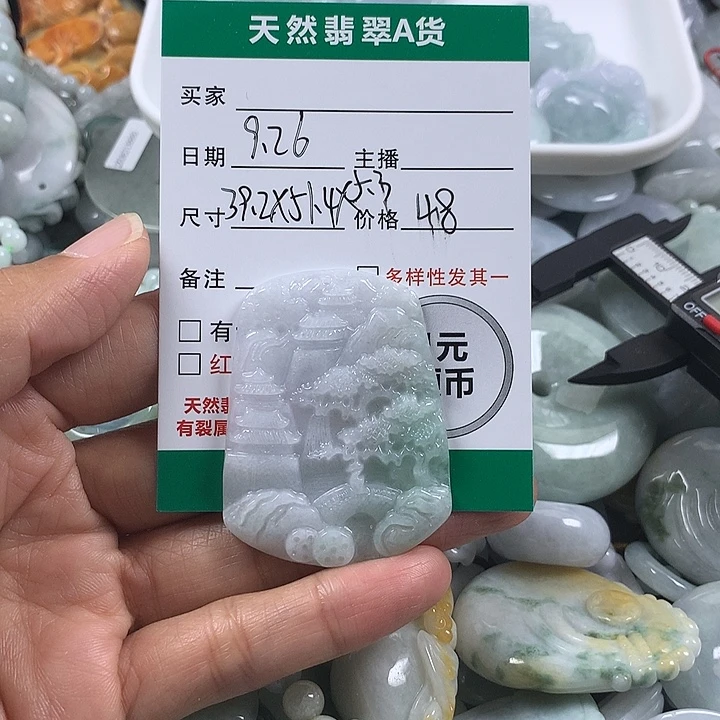 天然翡翠A货
买家
日期 9.26 主播
尺寸 39.2X51.4X5.3 价格 48
备注 多样性发其一
有 元
红 币
天然翡
有裂属
OFF